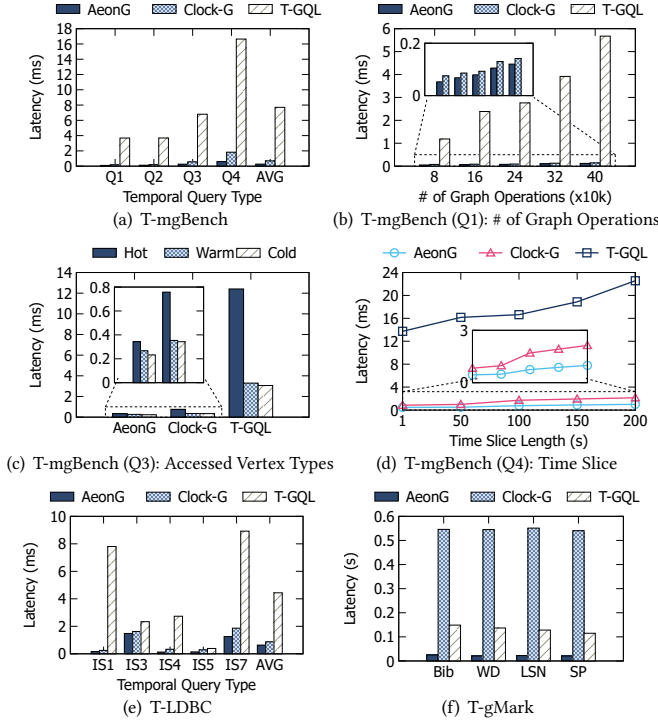 AeonG Clock-G T-GQL
18
16
14
12
10
8
6
4
2
0
Latency (ms)
Q1 Q2 Q3 Q4 AVG
Temporal Query Type
(a) T-mgBench
AeonG Clock-G T-GQL
6
5
4
3
2
1
0
Latency (ms)
0.2
0
8 16 24 32 40
# of Graph Operations (x10k)
(b) T-mgBench (Q1): # of Graph Operations
Hot Warm Cold
14
12
10
8
6
4
2
0
Latency (ms)
0.8
0.6
0.4
0.2
0
AeonG Clock-G T-GQL
(c) T-mgBench (Q3): Accessed Vertex Types
AeonG Clock-G T-GQL
24
20
16
12
8
4
0
Latency (ms)
3
0
1 50 100 150 200
Time Slice Length (s)
(d) T-mgBench (Q4): Time Slice
AeonG Clock-G T-GQL
10
8
6
4
2
0
Latency (ms)
IS1 IS3 IS4 IS5 IS7 AVG
Temporal Query Type
(e) T-LDBC
AeonG Clock-G T-GQL
0.6
0.5
0.4
0.3
0.2
0.1
0
Latency (s)
Bib WD LSN SP
(f) T-gMark